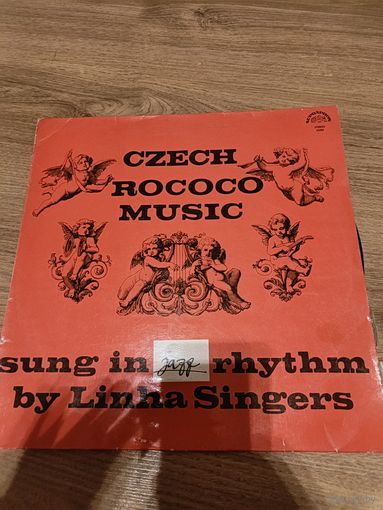 CZECH
ROCOCO
MUSIC
sung in jazz rhythm
by Linha Singers